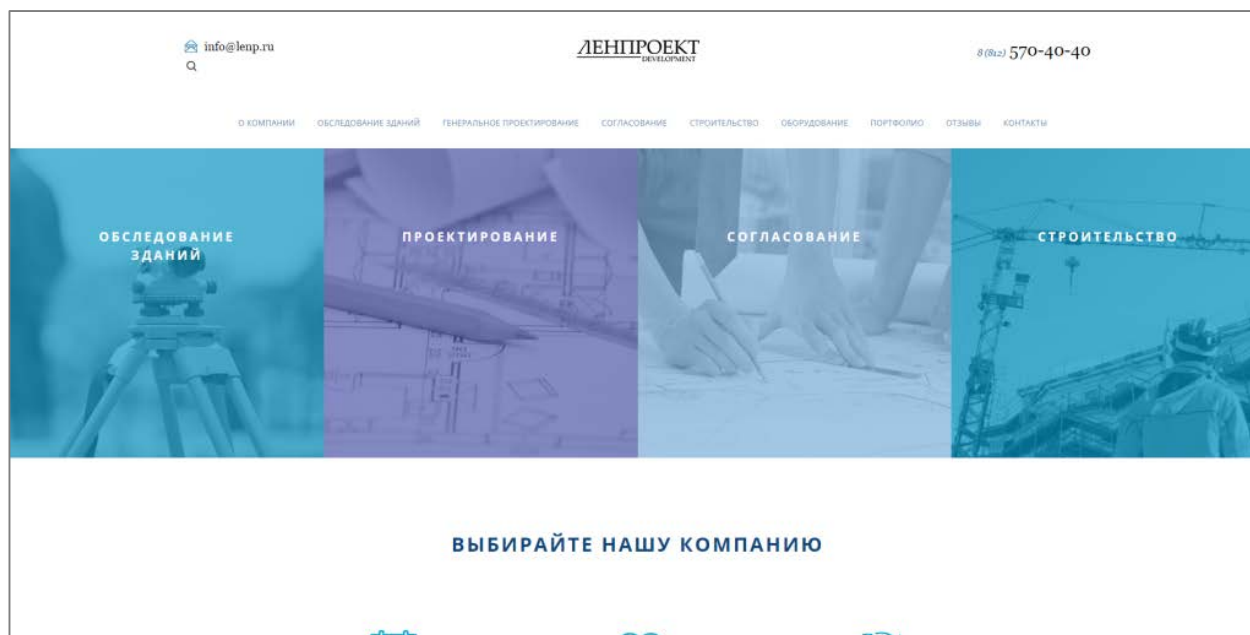 info@lenp.ru
ЛЕНПРОЕКТ
DEVELOPMENT
8 (812) 570-40-40
О КОМПАНИИ ОБСЛЕДОВАНИЕ ЗДАНИЙ ГЕНЕРАЛЬНОЕ ПРОЕКТИРОВАНИЕ СОГЛАСОВАНИЕ СТРОИТЕЛЬСТВО ОБОРУДОВАНИЕ ПОРТФОЛИО ОТЗЫВЫ КОНТАКТЫ
ОБСЛЕДОВАНИЕ
ЗДАНИЙ
ПРОЕКТИРОВАНИЕ
СОГЛАСОВАНИЕ
СТРОИТЕЛЬСТВО
ВЫБИРАЙТЕ НАШУ КОМПАНИЮ